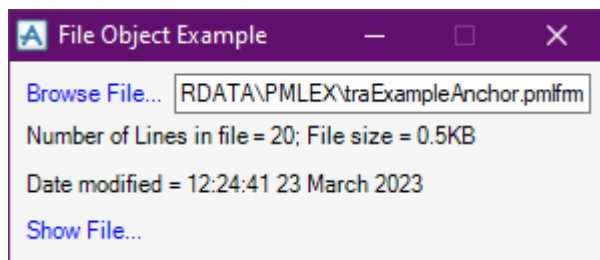 File Object Example
Browse File... RDATA\PMLEX\traExampleAnchor.pmlfrm
Number of Lines in file = 20; File size = 0.5KB
Date modified = 12:24:41 23 March 2023
Show File...